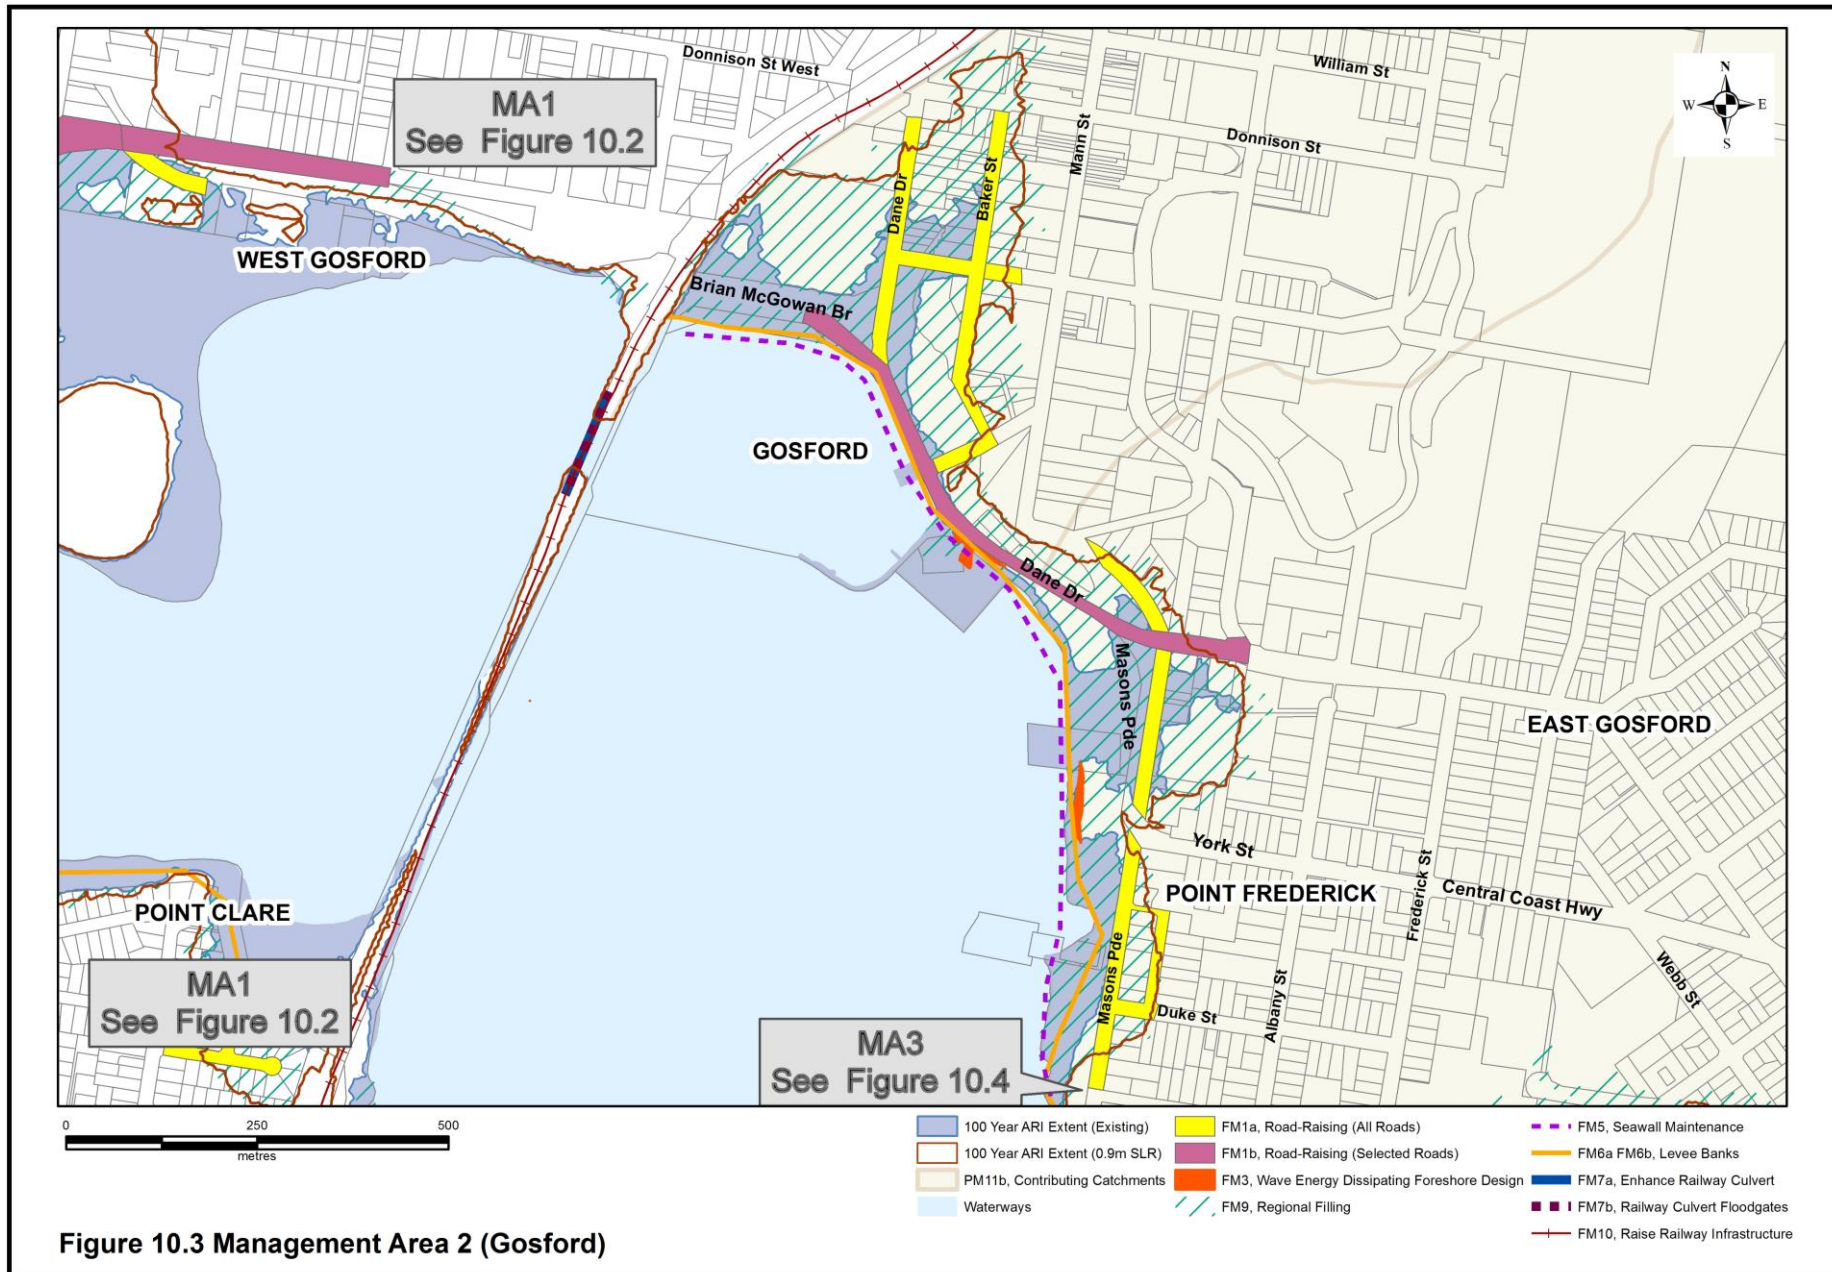 Donnison St West
William St
N
W
E
S
MA1
See Figure 10.2
Mann St
Donnison St
Dane Dr
Baker St
WEST GOSFORD
Brian McGowan Br
GOSFORD
Dane Dr
Masons Pde
EAST GOSFORD
York St
POINT FREDERICK
Frederick St
Central Coast Hwy
POINT CLARE
Masons Pde
Webb St
MA1
See Figure 10.2
Albany St
Duke St
MA3
See Figure 10.4
0
250
500
metres
100 Year ARI Extent (Existing)
100 Year ARI Extent (0.9m SLR)
PM11b, Contributing Catchments
Waterways
FM1a, Road-Raising (All Roads)
FM1b, Road-Raising (Selected Roads)
FM3, Wave Energy Dissipating Foreshore Design
FM9, Regional Filling
FM5, Seawall Maintenance
FM6a FM6b, Levee Banks
FM7a, Enhance Railway Culvert
FM7b, Railway Culvert Floodgates
FM10, Raise Railway Infrastructure
Figure 10.3 Management Area 2 (Gosford)